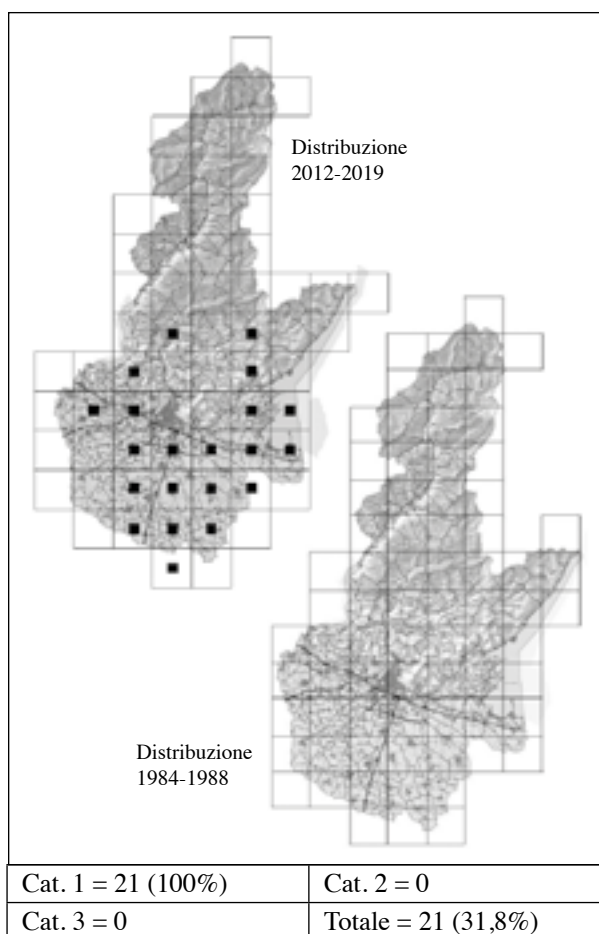 Distribuzione
2012-2019
Distribuzione
1984-1988
Cat. 1 = 21 (100%)
Cat. 2 = 0
Cat. 3 = 0
Totale = 21 (31,8%)